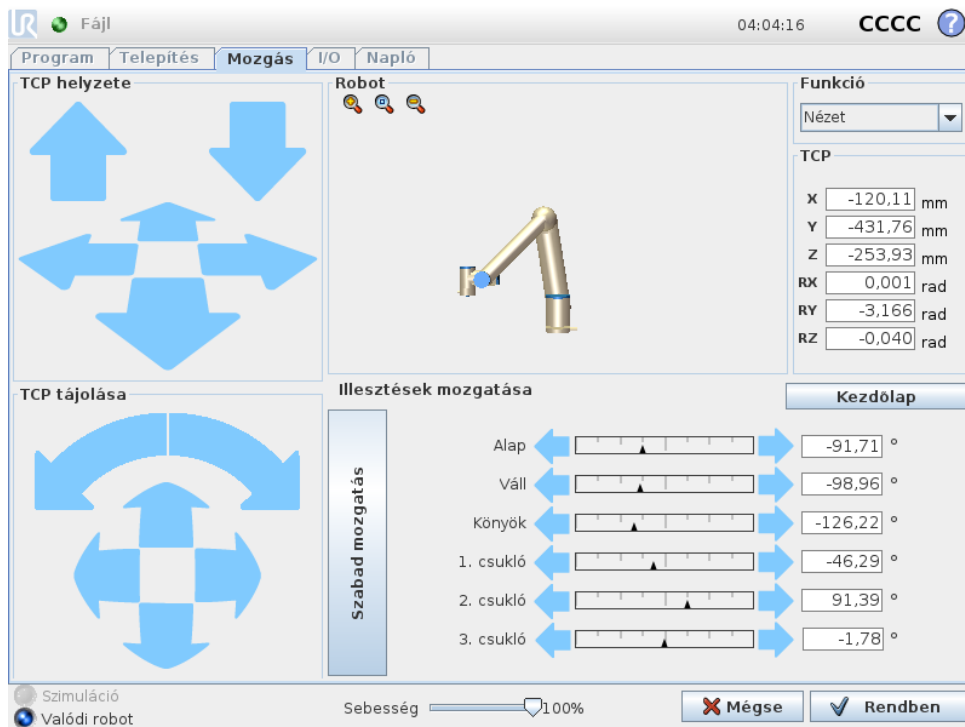 UR Fájl 04:04:16 CCCC ?
Program Telepítés Mozgás I/O Napló
TCP helyzete
Robot
Funkció
Nézet
TCP
X -120,11 mm
Y -431,76 mm
Z -253,93 mm
RX 0,001 rad
RY -3,166 rad
RZ -0,040 rad
TCP tájolása
Illesztések mozgatása
Kezdőlap
Szabad mozgatás
Alap -91,71 °
Váll -98,96 °
Könyök -126,22 °
1. csukló -46,29 °
2. csukló 91,39 °
3. csukló -1,78 °
Szimuláció
Valódi robot
Sebesség 100%
Mégse
Rendben